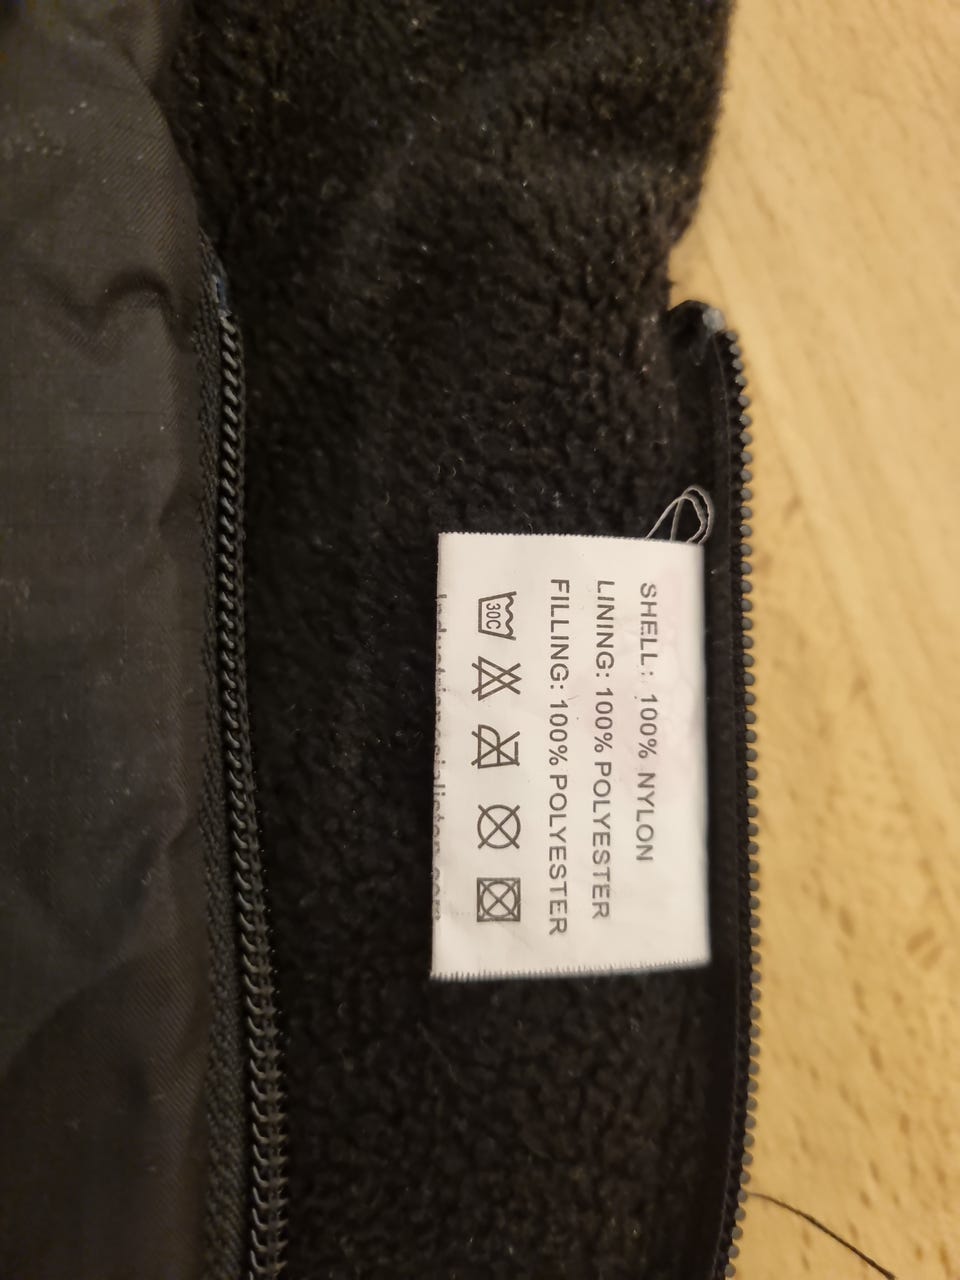 SHELL: 100% NYLON
LINING: 100% POLYESTER
FILLING: 100% POLYESTER
30C